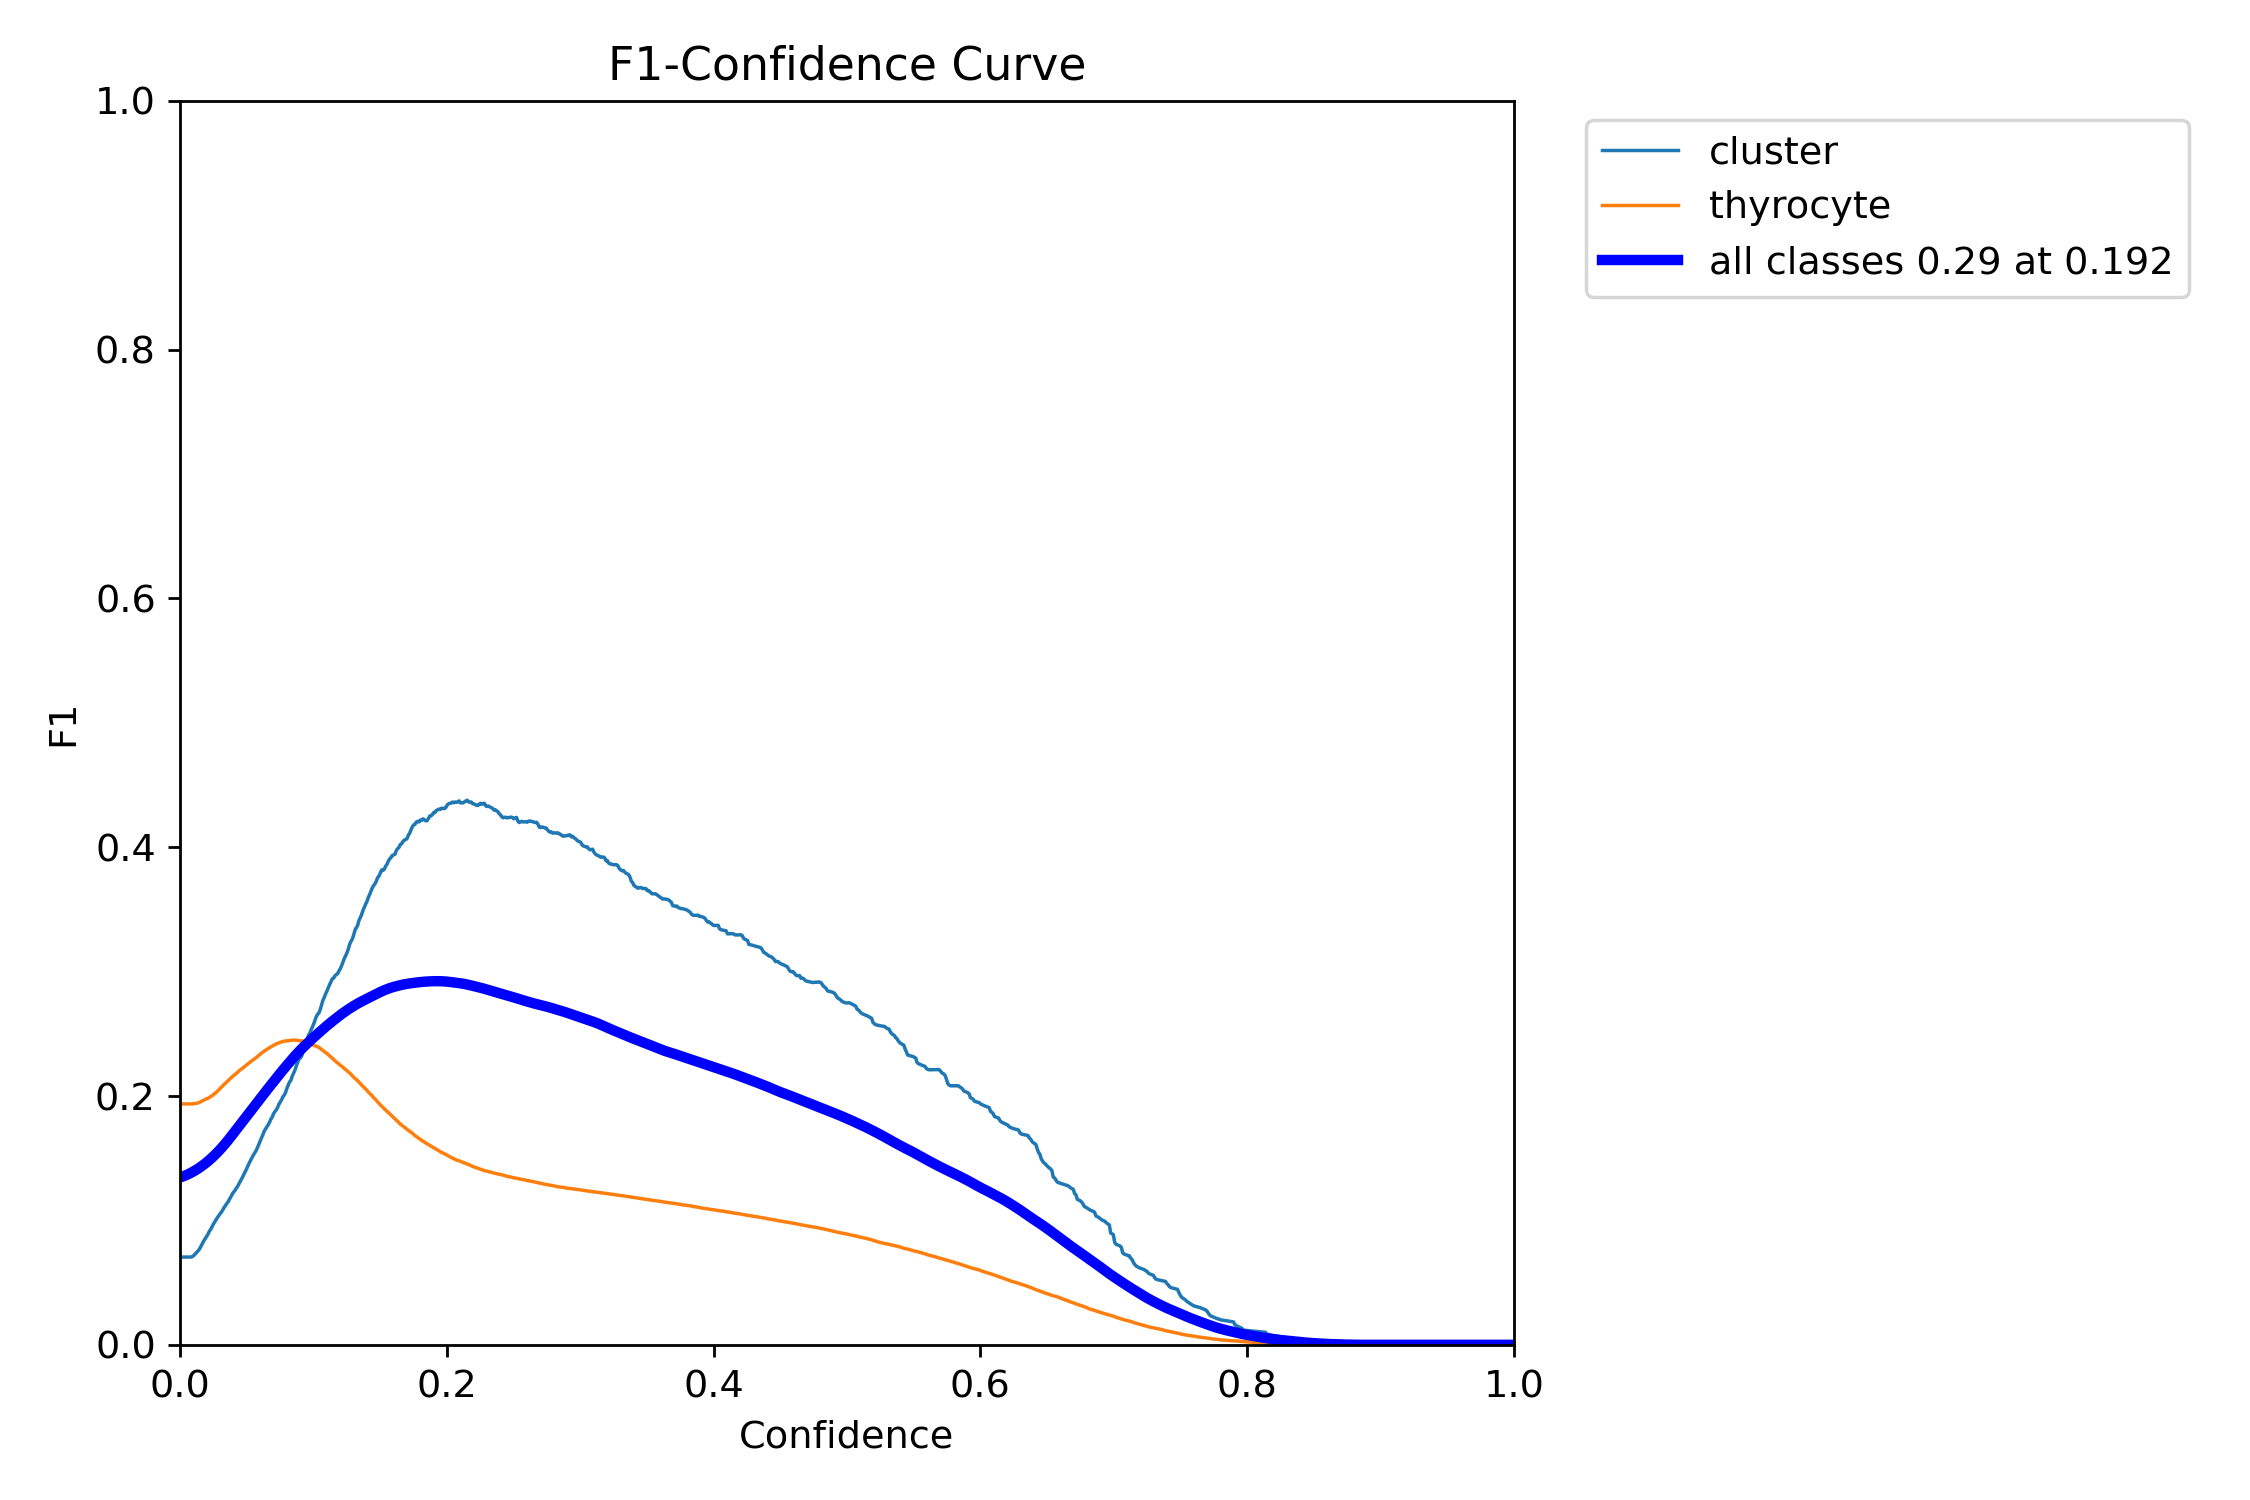 F1-Confidence Curve
1.0
0.8
0.6
0.4
0.2
0.0
F1
0.0 0.2 0.4 0.6 0.8 1.0
Confidence
cluster
thyrocyte
all classes 0.29 at 0.192